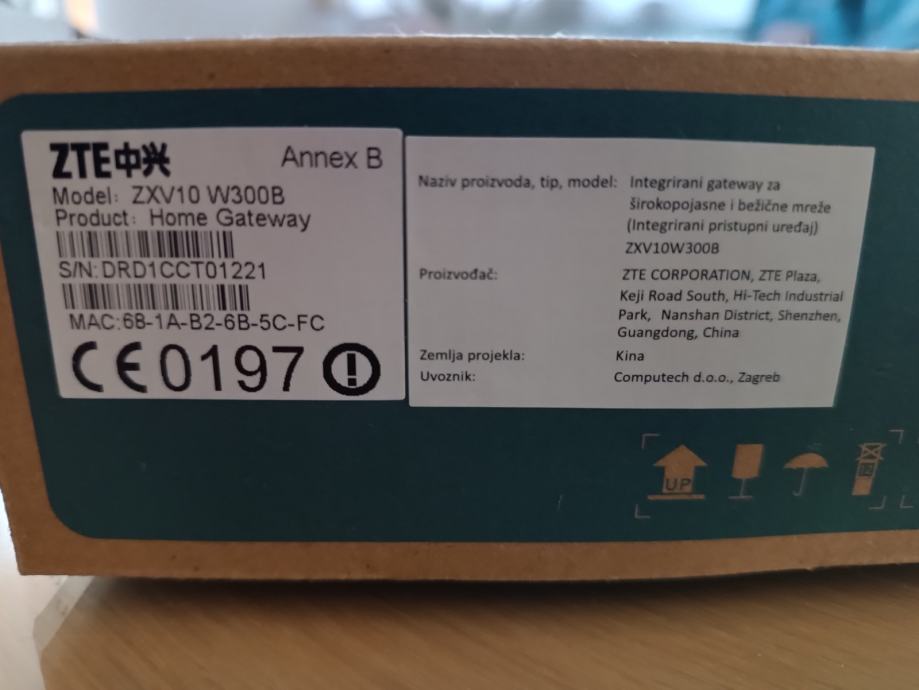 ZTE中兴
Annex B
Model: ZXV10 W300B
Product: Home Gateway
S/N:DRD1CCT01221
MAC:68-1A-B2-6B-5C-FC
CE0197
Naziv proizvoda, tip, model: Integrirani gateway za
širokopojasne i bežične mreže
(Integrirani pristupni uređaj)
ZXV10W300B
Proizvođač: ZTE CORPORATION, ZTE Plaza,
Keji Road South, Hi-Tech Industrial
Park, Nanshan District, Shenzhen,
Guangdong, China
Zemlja projekla: Kina
Uvoznik: Computech d.o.o., Zagreb
UP